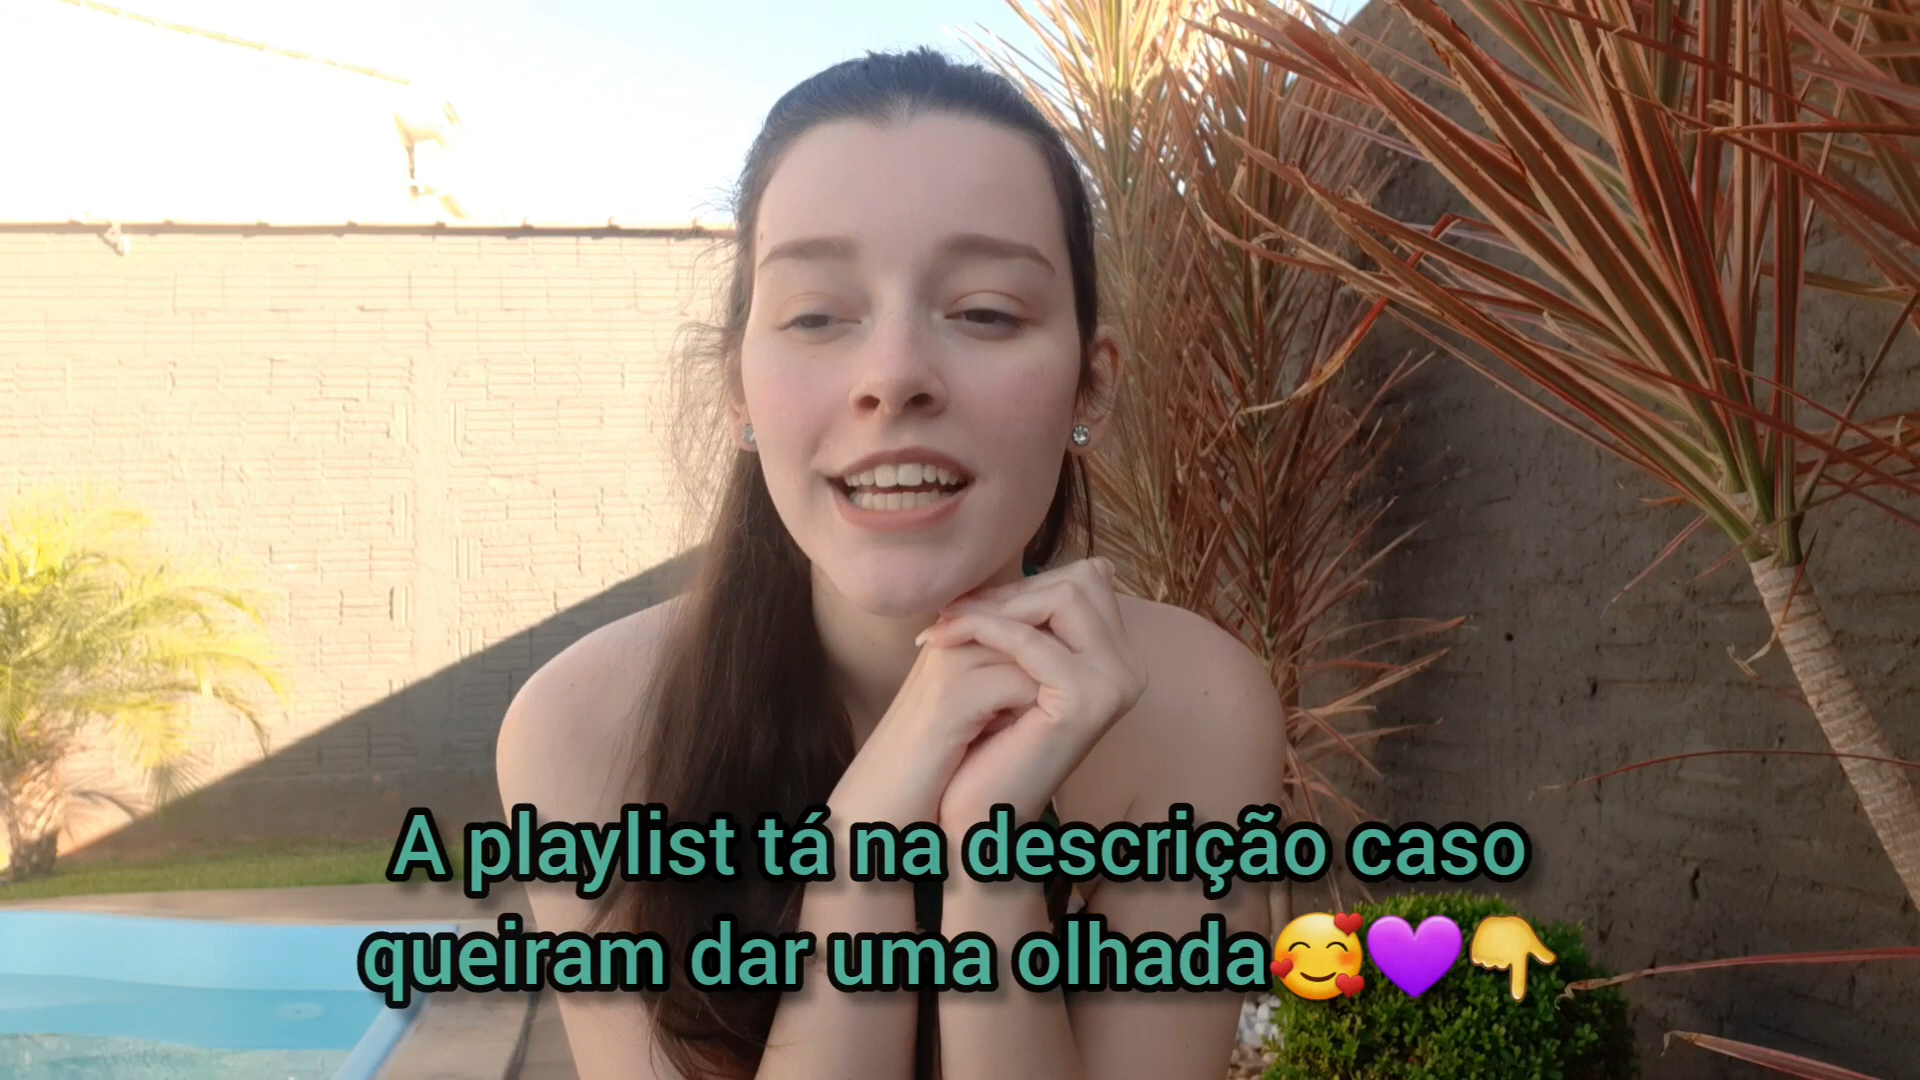 A playlist tá na descrição caso
queiram dar uma olhada🥰💜👇